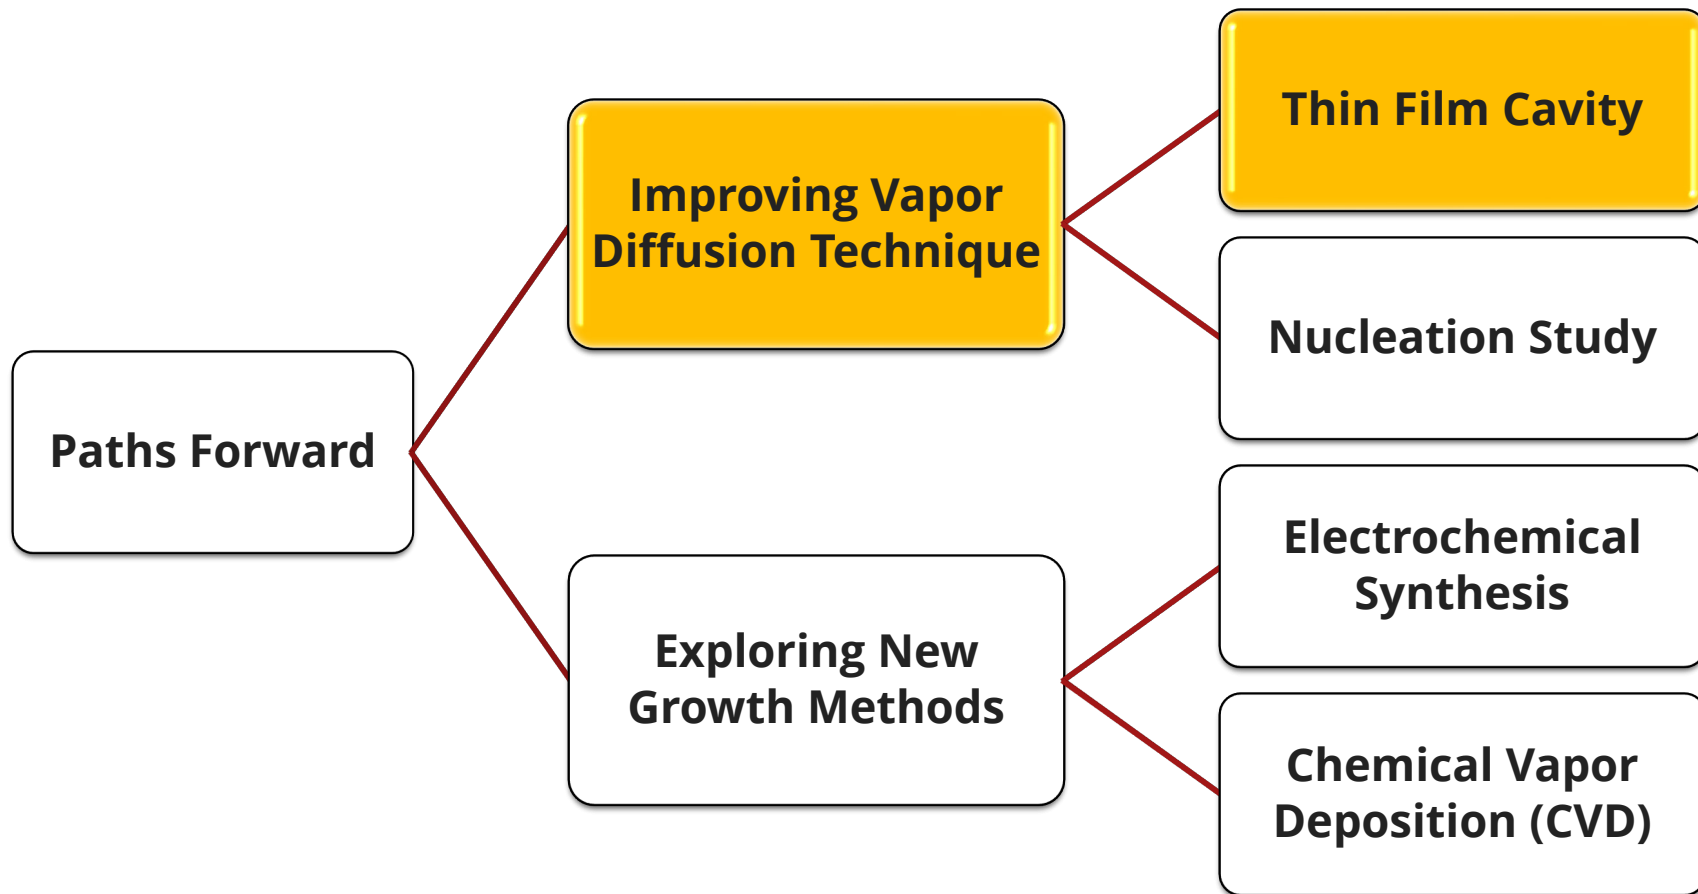 Paths Forward
Improving Vapor
Diffusion Technique
Thin Film Cavity
Nucleation Study
Exploring New
Growth Methods
Electrochemical
Synthesis
Chemical Vapor
Deposition (CVD)